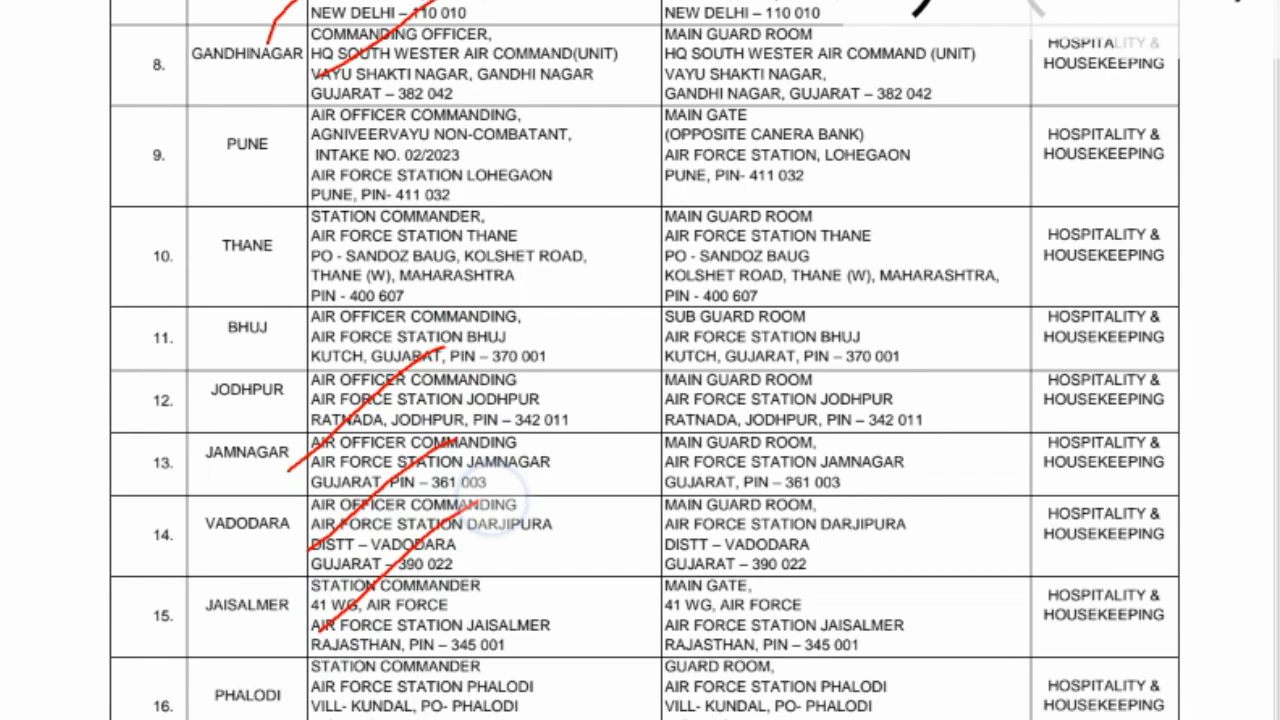 NEW DELHI – 110 010
NEW DELHI – 110 010
8.
GANDHINAGAR
COMMANDING OFFICER,
HQ SOUTH WESTER AIR COMMAND(UNIT)
VAYU SHAKTI NAGAR, GANDHI NAGAR
GUJARAT – 382 042
MAIN GUARD ROOM
HQ SOUTH WESTER AIR COMMAND (UNIT)
VAYU SHAKTI NAGAR,
GANDHI NAGAR, GUJARAT – 382 042
HOSPITALITY &
HOUSEKEEPING
9.
PUNE
AIR OFFICER COMMANDING,
AGNIVEERVAYU NON-COMBATANT,
INTAKE NO. 02/2023
AIR FORCE STATION LOHEGAON
PUNE, PIN- 411 032
MAIN GATE
(OPPOSITE CANERA BANK)
AIR FORCE STATION, LOHEGAON
PUNE, PIN- 411 032
HOSPITALITY &
HOUSEKEEPING
10.
THANE
STATION COMMANDER,
AIR FORCE STATION THANE
PO - SANDOZ BAUG, KOLSHET ROAD,
THANE (W), MAHARASHTRA
PIN - 400 607
MAIN GUARD ROOM
AIR FORCE STATION THANE
PO - SANDOZ BAUG
KOLSHET ROAD, THANE (W), MAHARASHTRA,
PIN - 400 607
HOSPITALITY &
HOUSEKEEPING
11.
BHUJ
AIR OFFICER COMMANDING,
AIR FORCE STATION BHUJ
KUTCH, GUJARAT, PIN – 370 001
SUB GUARD ROOM
AIR FORCE STATION BHUJ
KUTCH, GUJARAT, PIN – 370 001
HOSPITALITY &
HOUSEKEEPING
12.
JODHPUR
AIR OFFICER COMMANDING
AIR FORCE STATION JODHPUR
RATNADA, JODHPUR, PIN – 342 011
MAIN GUARD ROOM
AIR FORCE STATION JODHPUR
RATNADA, JODHPUR, PIN – 342 011
HOSPITALITY &
HOUSEKEEPING
13.
JAMNAGAR
AIR OFFICER COMMANDING
AIR FORCE STATION JAMNAGAR
GUJARAT, PIN – 361 003
MAIN GUARD ROOM,
AIR FORCE STATION JAMNAGAR
GUJARAT, PIN – 361 003
HOSPITALITY &
HOUSEKEEPING
14.
VADODARA
AIR OFFICER COMMANDING
AIR FORCE STATION DARJIPURA
DISTT – VADODARA
GUJARAT – 390 022
MAIN GUARD ROOM,
AIR FORCE STATION DARJIPURA
DISTT – VADODARA
GUJARAT – 390 022
HOSPITALITY &
HOUSEKEEPING
15.
JAISALMER
STATION COMMANDER
41 WG, AIR FORCE
AIR FORCE STATION JAISALMER
RAJASTHAN, PIN – 345 001
MAIN GATE,
41 WG, AIR FORCE
AIR FORCE STATION JAISALMER
RAJASTHAN, PIN – 345 001
HOSPITALITY &
HOUSEKEEPING
16.
PHALODI
STATION COMMANDER
AIR FORCE STATION PHALODI
VILL- KUNDAL, PO- PHALODI
GUARD ROOM,
AIR FORCE STATION PHALODI
VILL- KUNDAL, PO- PHALODI
HOSPITALITY &
HOUSEKEEPING